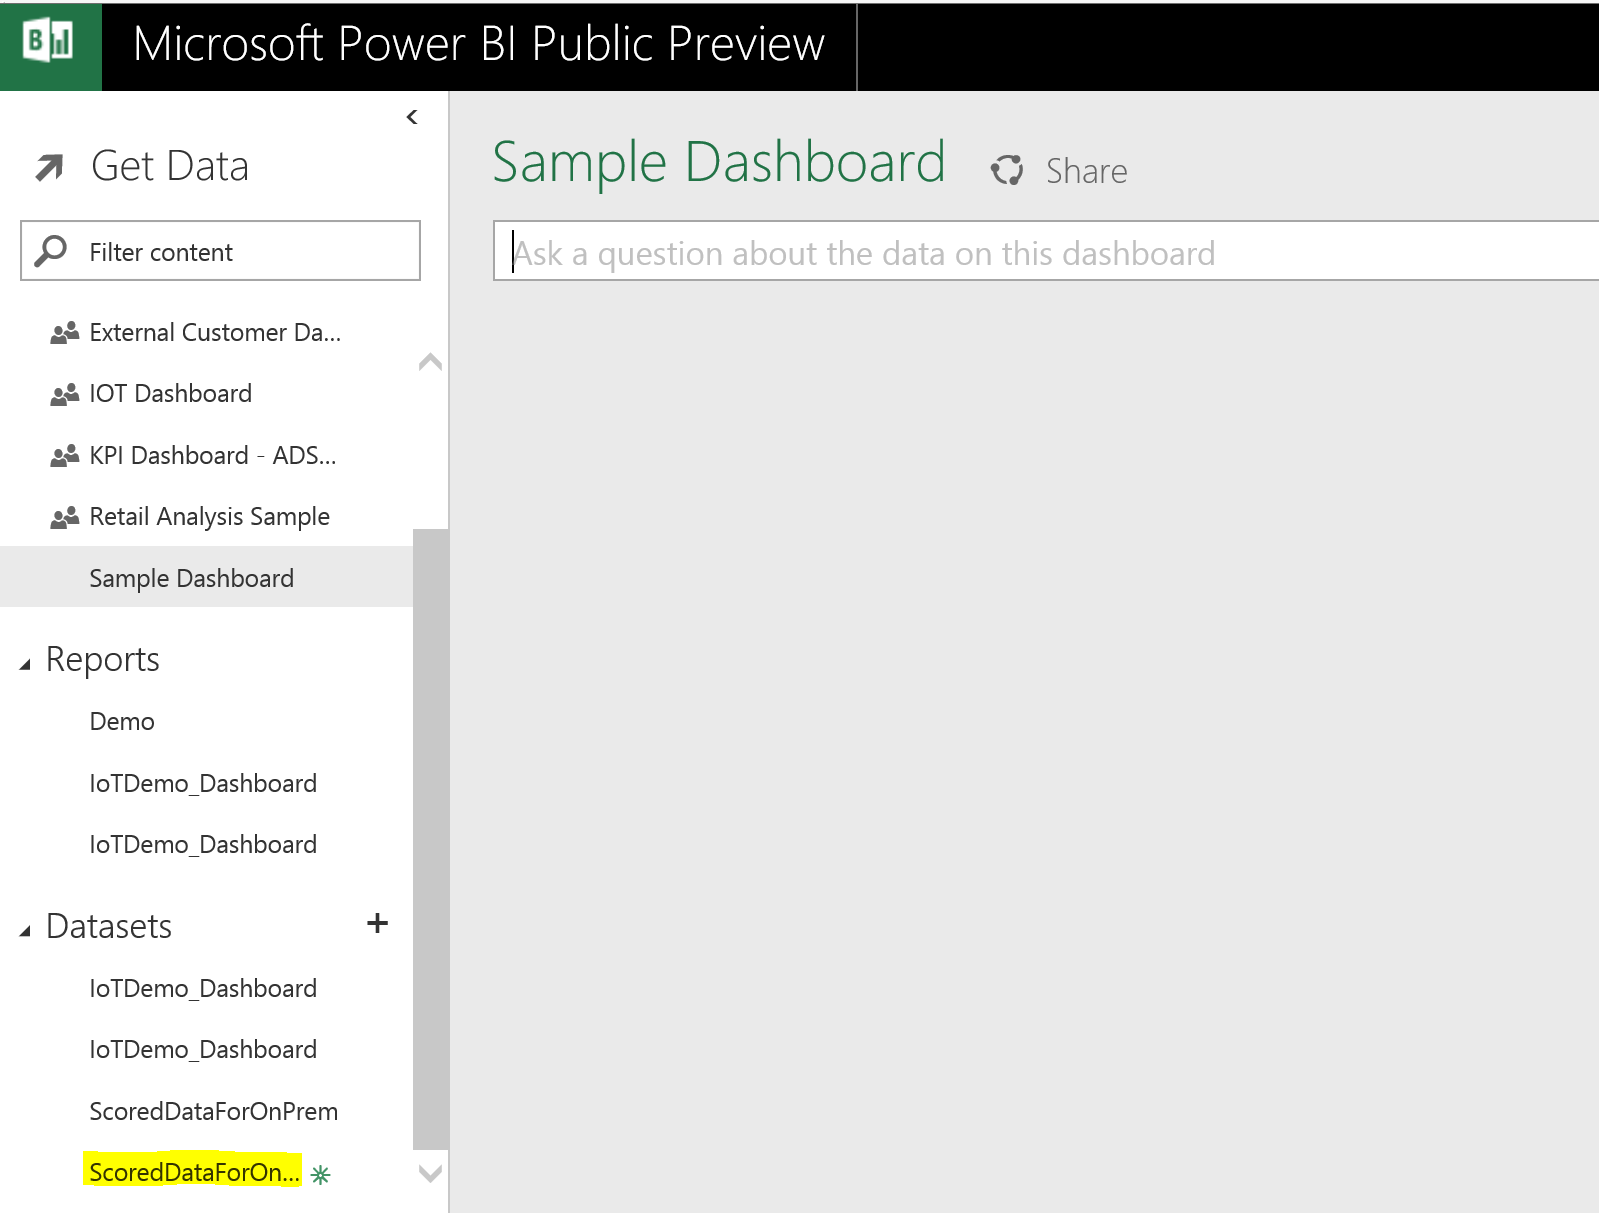 Microsoft Power BI Public Preview
Get Data
Filter content
External Customer Da...
IOT Dashboard
KPI Dashboard - ADS...
Retail Analysis Sample
Sample Dashboard
Reports
Demo
IoTDemo_Dashboard
IoTDemo_Dashboard
Datasets +
IoTDemo_Dashboard
IoTDemo_Dashboard
ScoredDataForOnPrem
ScoredDataForOn...
Sample Dashboard Share
Ask a question about the data on this dashboard